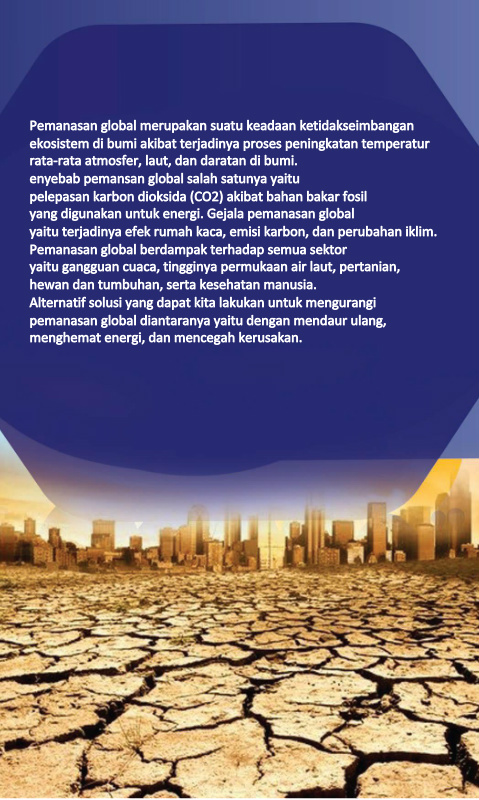 Pemanasan global merupakan suatu keadaan ketidakseimbangan
ekosistem di bumi akibat terjadinya proses peningkatan temperatur
rata-rata atmosfer, laut, dan daratan di bumi.
enyebab pemansan global salah satunya yaitu
pelepasan karbon dioksida (CO2) akibat bahan bakar fosil
yang digunakan untuk energi. Gejala pemanasan global
yaitu terjadinya efek rumah kaca, emisi karbon, dan perubahan iklim.
Pemanasan global berdampak terhadap semua sektor
yaitu gangguan cuaca, tingginya permukaan air laut, pertanian,
hewan dan tumbuhan, serta kesehatan manusia.
Alternatif solusi yang dapat kita lakukan untuk mengurangi
pemanasan global diantaranya yaitu dengan mendaur ulang,
menghemat energi, dan mencegah kerusakan.